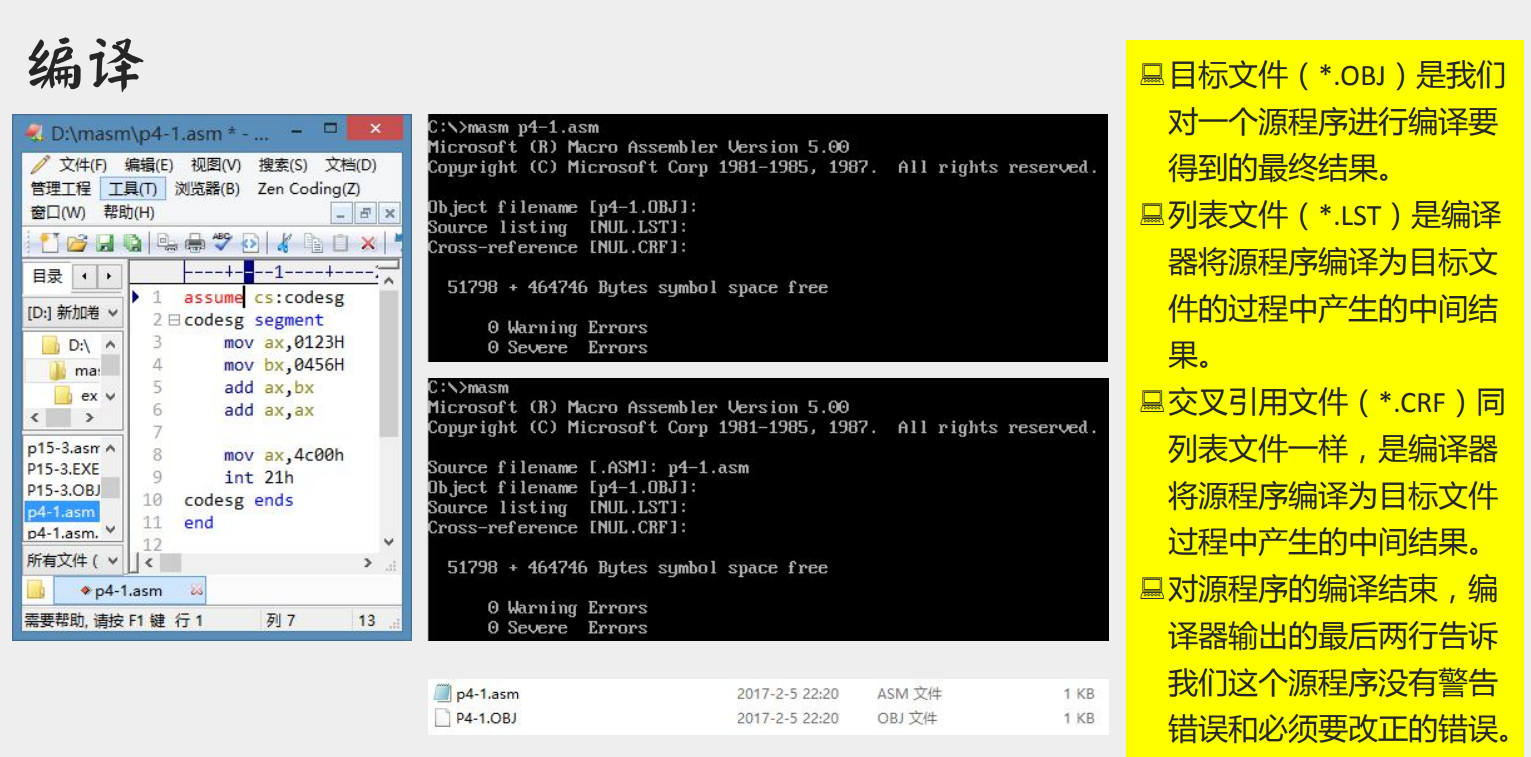 编译
D:\masm\p4-1.asm * - ...
文件(F) 编辑(E) 视图(V) 搜索(S) 文档(D)
管理工程 工具(T) 浏览器(B) Zen Coding(Z)
窗口(W) 帮助(H)
目录
[D:] 新加卷
D:\
mas
ex
p15-3.asm
P15-3.EXE
P15-3.OBJ
p4-1.asm
p4-1.asm.
所有文件 (
|----+----1----+----2
1 assume cs:codesg
2 codesg segment
3 mov ax,0123H
4 mov bx,0456H
5 add ax,bx
6 add ax,ax
7
8 mov ax,4c00h
9 int 21h
10 codesg ends
11 end
12
p4-1.asm
需要帮助, 请按 F1 键 行 1 列 7 13
C:\>masm p4-1.asm
Microsoft (R) Macro Assembler Version 5.00
Copyright (C) Microsoft Corp 1981-1985, 1987. All rights reserved.
Object filename [p4-1.OBJ]:
Source listing [NUL.LST]:
Cross-reference [NUL.CRF]:
51798 + 464746 Bytes symbol space free
0 Warning Errors
0 Severe Errors
C:\>masm
Microsoft (R) Macro Assembler Version 5.00
Copyright (C) Microsoft Corp 1981-1985, 1987. All rights reserved.
Source filename [.ASM]: p4-1.asm
Object filename [p4-1.OBJ]:
Source listing [NUL.LST]:
Cross-reference [NUL.CRF]:
51798 + 464746 Bytes symbol space free
0 Warning Errors
0 Severe Errors
p4-1.asm 2017-2-5 22:20 ASM 文件 1 KB
P4-1.OBJ 2017-2-5 22:20 OBJ 文件 1 KB
目标文件（*.OBJ）是我们
对一个源程序进行编译要
得到的最终结果。
列表文件（*.LST）是编译
器将源程序编译为目标文
件的过程中产生的中间结
果。
交叉引用文件（*.CRF）同
列表文件一样，是编译器
将源程序编译为目标文件
过程中产生的中间结果。
对源程序的编译结束，编
译器输出的最后两行告诉
我们这个源程序没有警告
错误和必须要改正的错误。